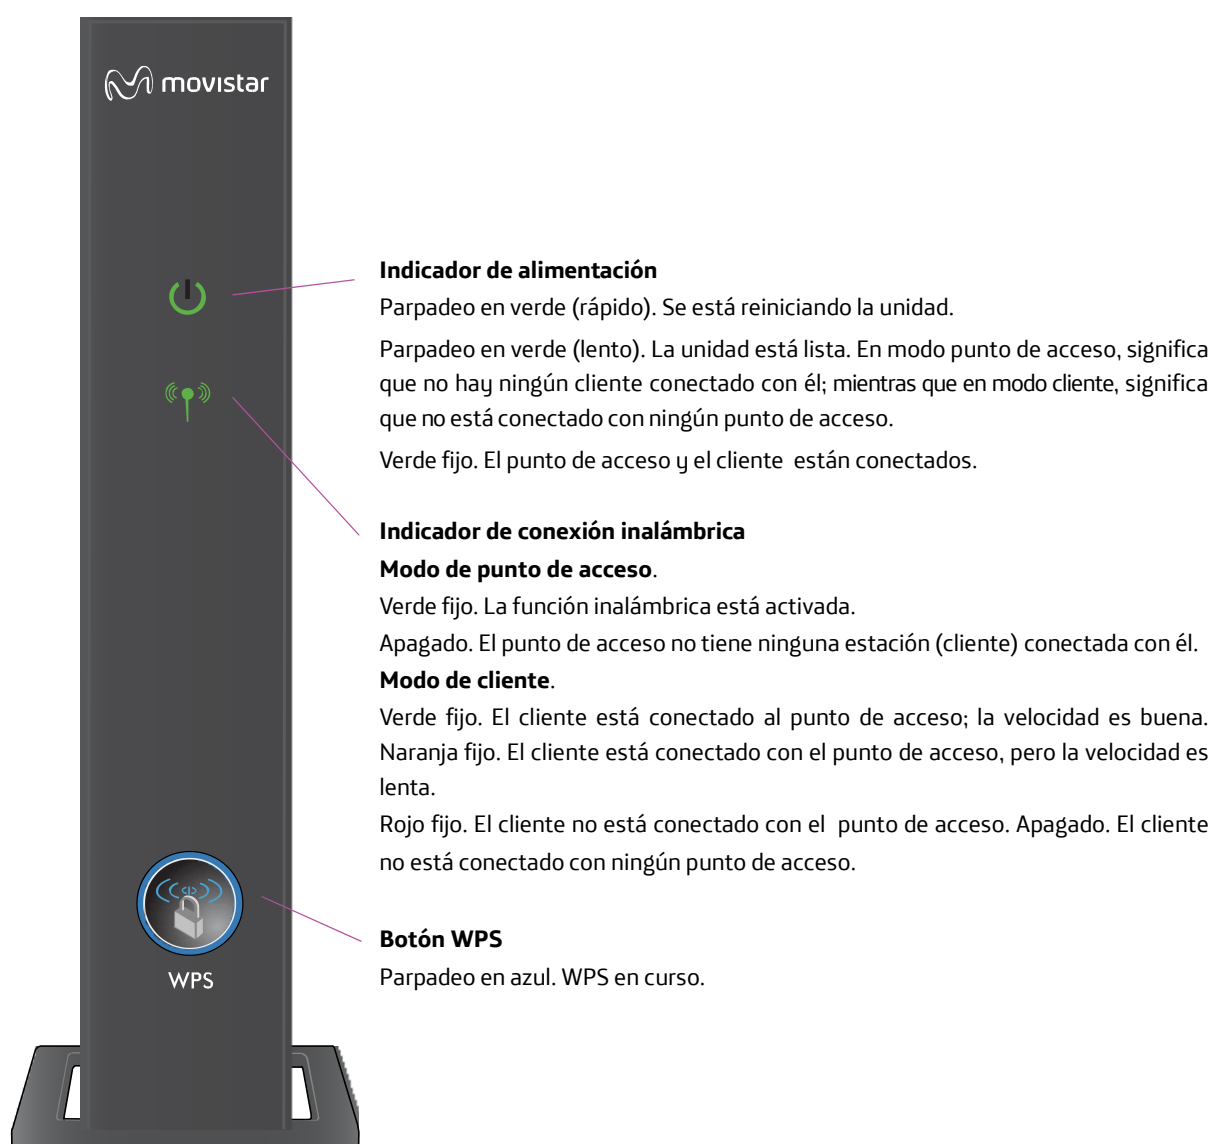 movistar
Indicador de alimentación
Parpadeo en verde (rápido). Se está reiniciando la unidad.
Parpadeo en verde (lento). La unidad está lista. En modo punto de acceso, significa
que no hay ningún cliente conectado con él; mientras que en modo cliente, significa
que no está conectado con ningún punto de acceso.
Verde fijo. El punto de acceso y el cliente están conectados.
Indicador de conexión inalámbrica
Modo de punto de acceso.
Verde fijo. La función inalámbrica está activada.
Apagado. El punto de acceso no tiene ninguna estación (cliente) conectada con él.
Modo de cliente.
Verde fijo. El cliente está conectado al punto de acceso; la velocidad es buena.
Naranja fijo. El cliente está conectado con el punto de acceso, pero la velocidad es
lenta.
Rojo fijo. El cliente no está conectado con el punto de acceso. Apagado. El cliente
no está conectado con ningún punto de acceso.
Botón WPS
Parpadeo en azul. WPS en curso.
WPS